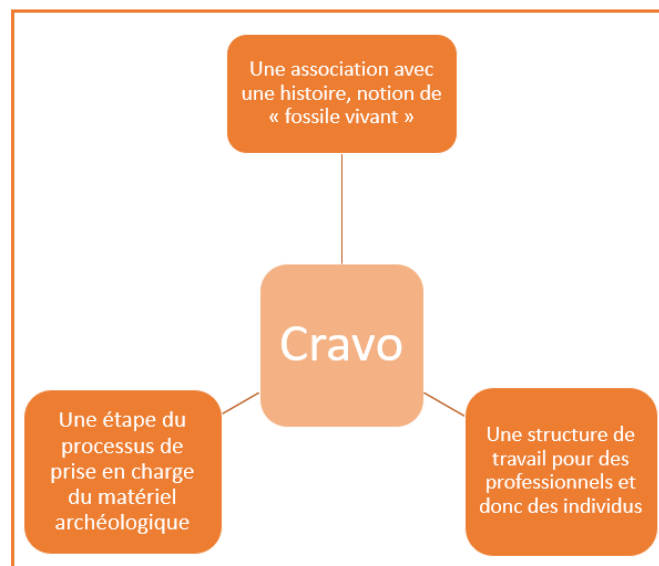 Une association avec
une histoire, notion de
« fossile vivant »
Cravo
Une étape du
processus de
prise en charge
du matériel
archéologique
Une structure de
travail pour des
professionnels et
donc des individus